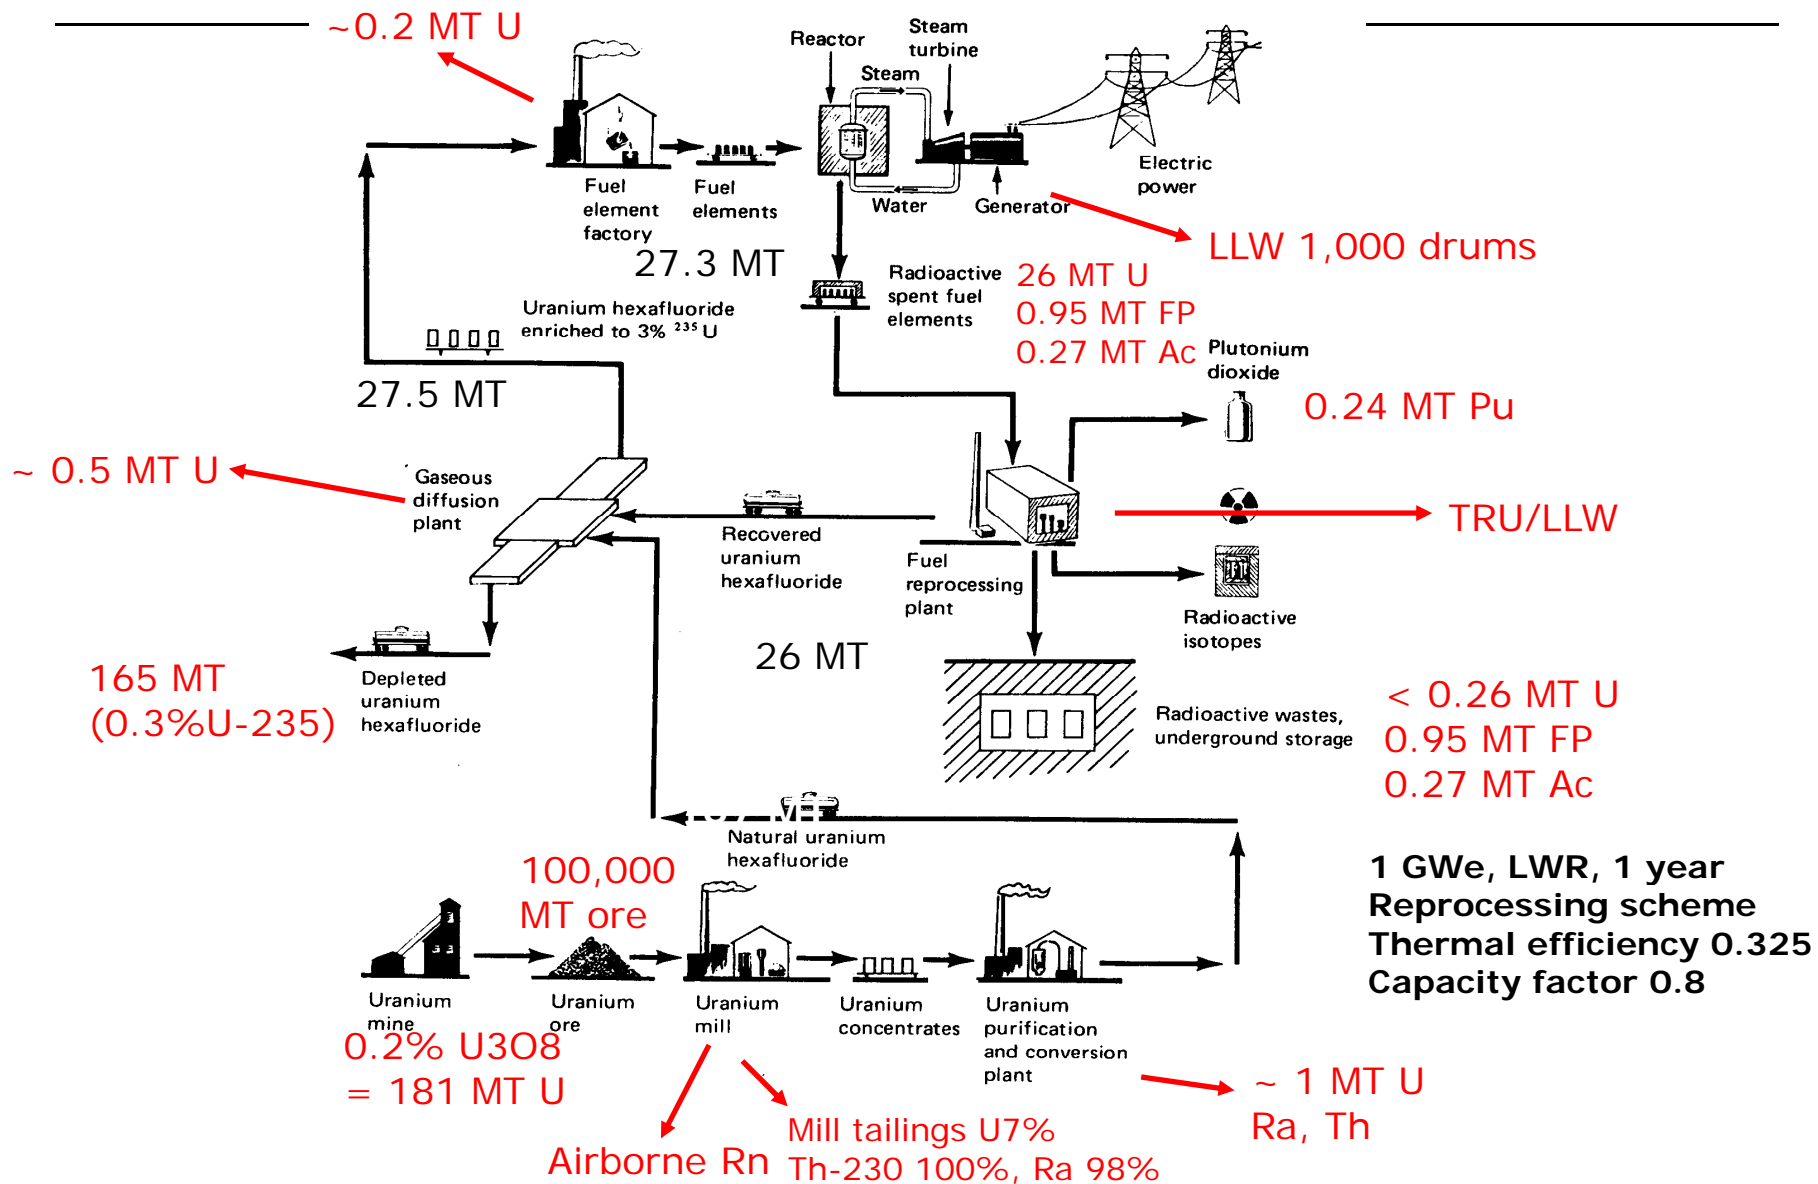 ~0.2 MT U
Reactor
Steam
turbine
Steam
Electric
power
Fuel
element
factory
Fuel
elements
Water
Generator
27.3 MT
LLW 1,000 drums
Radioactive
spent fuel
elements
26 MT U
0.95 MT FP
0.27 MT Ac
Uranium hexafluoride
enriched to 3% ²³⁵U
Plutonium
dioxide
27.5 MT
0.24 MT Pu
~ 0.5 MT U
Gaseous
diffusion
plant
TRU/LLW
Recovered
uranium
hexafluoride
Fuel
reprocessing
plant
Radioactive
isotopes
26 MT
165 MT
(0.3%U-235)
Depleted
uranium
hexafluoride
Radioactive wastes,
underground storage
< 0.26 MT U
0.95 MT FP
0.27 MT Ac
MT
Natural uranium
hexafluoride
1 GWe, LWR, 1 year
Reprocessing scheme
Thermal efficiency 0.325
Capacity factor 0.8
100,000
MT ore
Uranium
mine
Uranium
ore
Uranium
mill
Uranium
concentrates
Uranium
purification
and conversion
plant
0.2% U3O8
= 181 MT U
~ 1 MT U
Ra, Th
Airborne Rn
Mill tailings U7%
Th-230 100%, Ra 98%